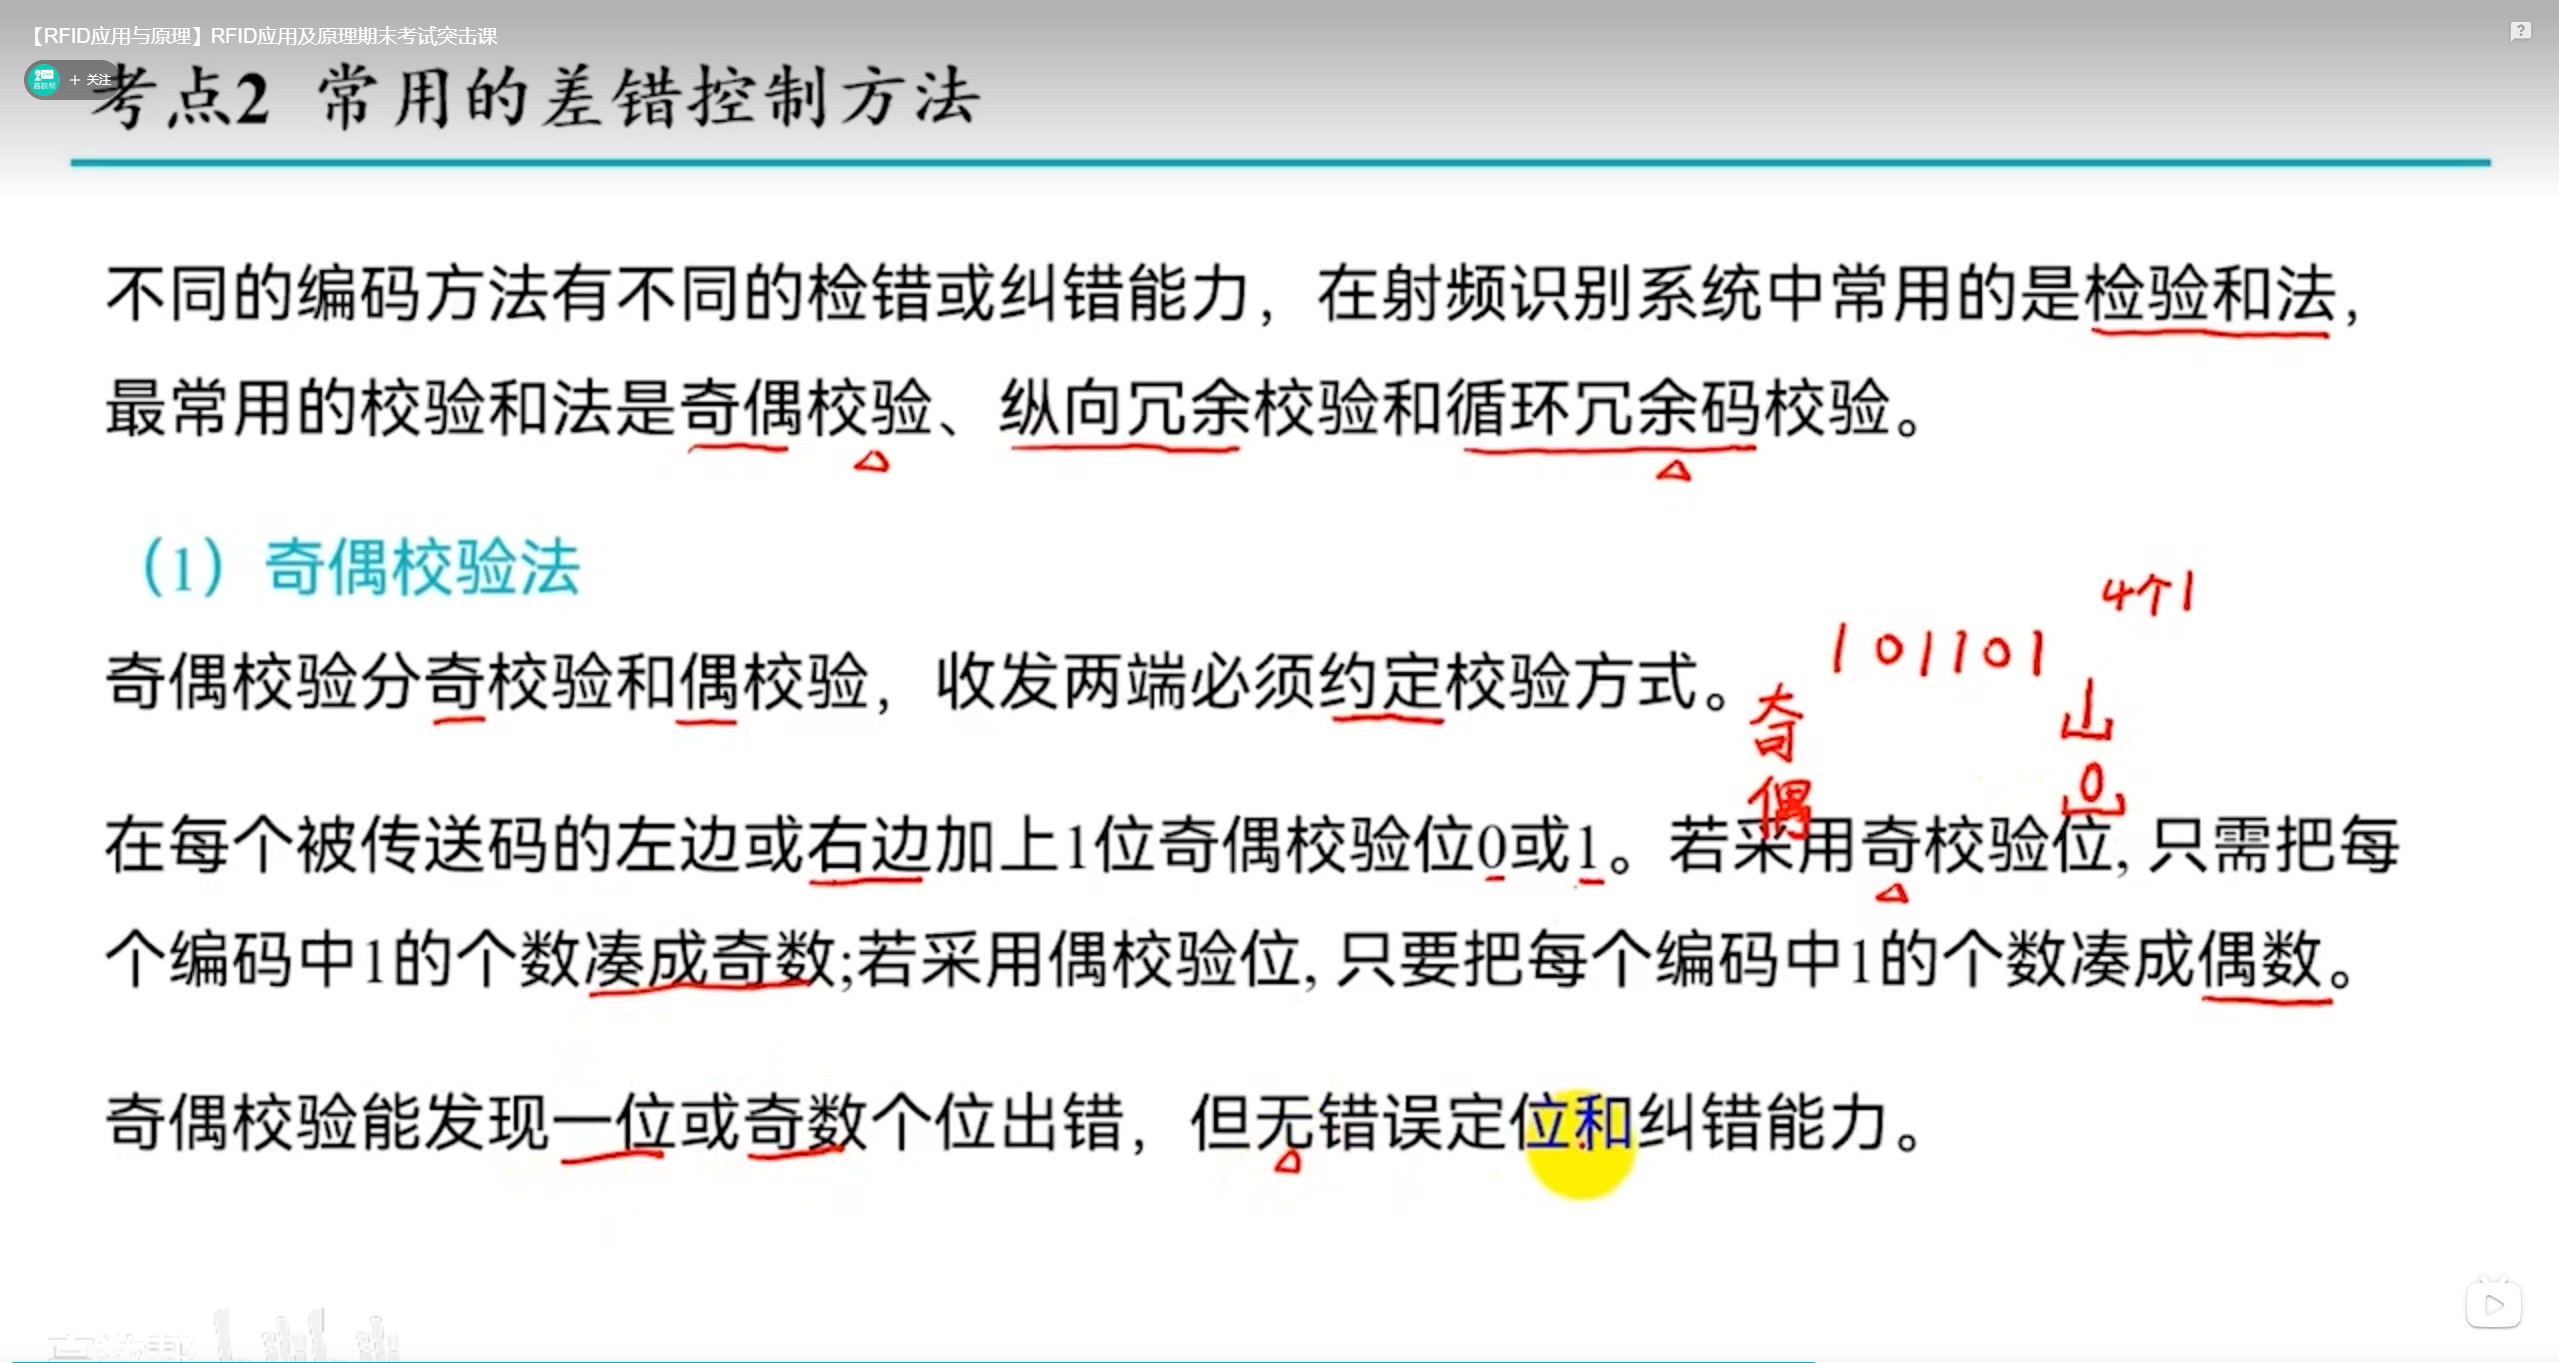 【RFID应用与原理】RFID应用及原理期末考试突击课
+ 关注
考点2 常用的差错控制方法
不同的编码方法有不同的检错或纠错能力，在射频识别系统中常用的是检验和法，
最常用的校验和法是奇偶校验、纵向冗余校验和循环冗余码校验。
（1）奇偶校验法
4个1
101101
奇偶校验分奇校验和偶校验，收发两端必须约定校验方式。
奇 1
偶 0
在每个被传送码的左边或右边加上1位奇偶校验位0或1。若采用奇校验位,只需把每
个编码中1的个数凑成奇数;若采用偶校验位,只要把每个编码中1的个数凑成偶数。
奇偶校验能发现一位或奇数个位出错，但无错误定位和纠错能力。